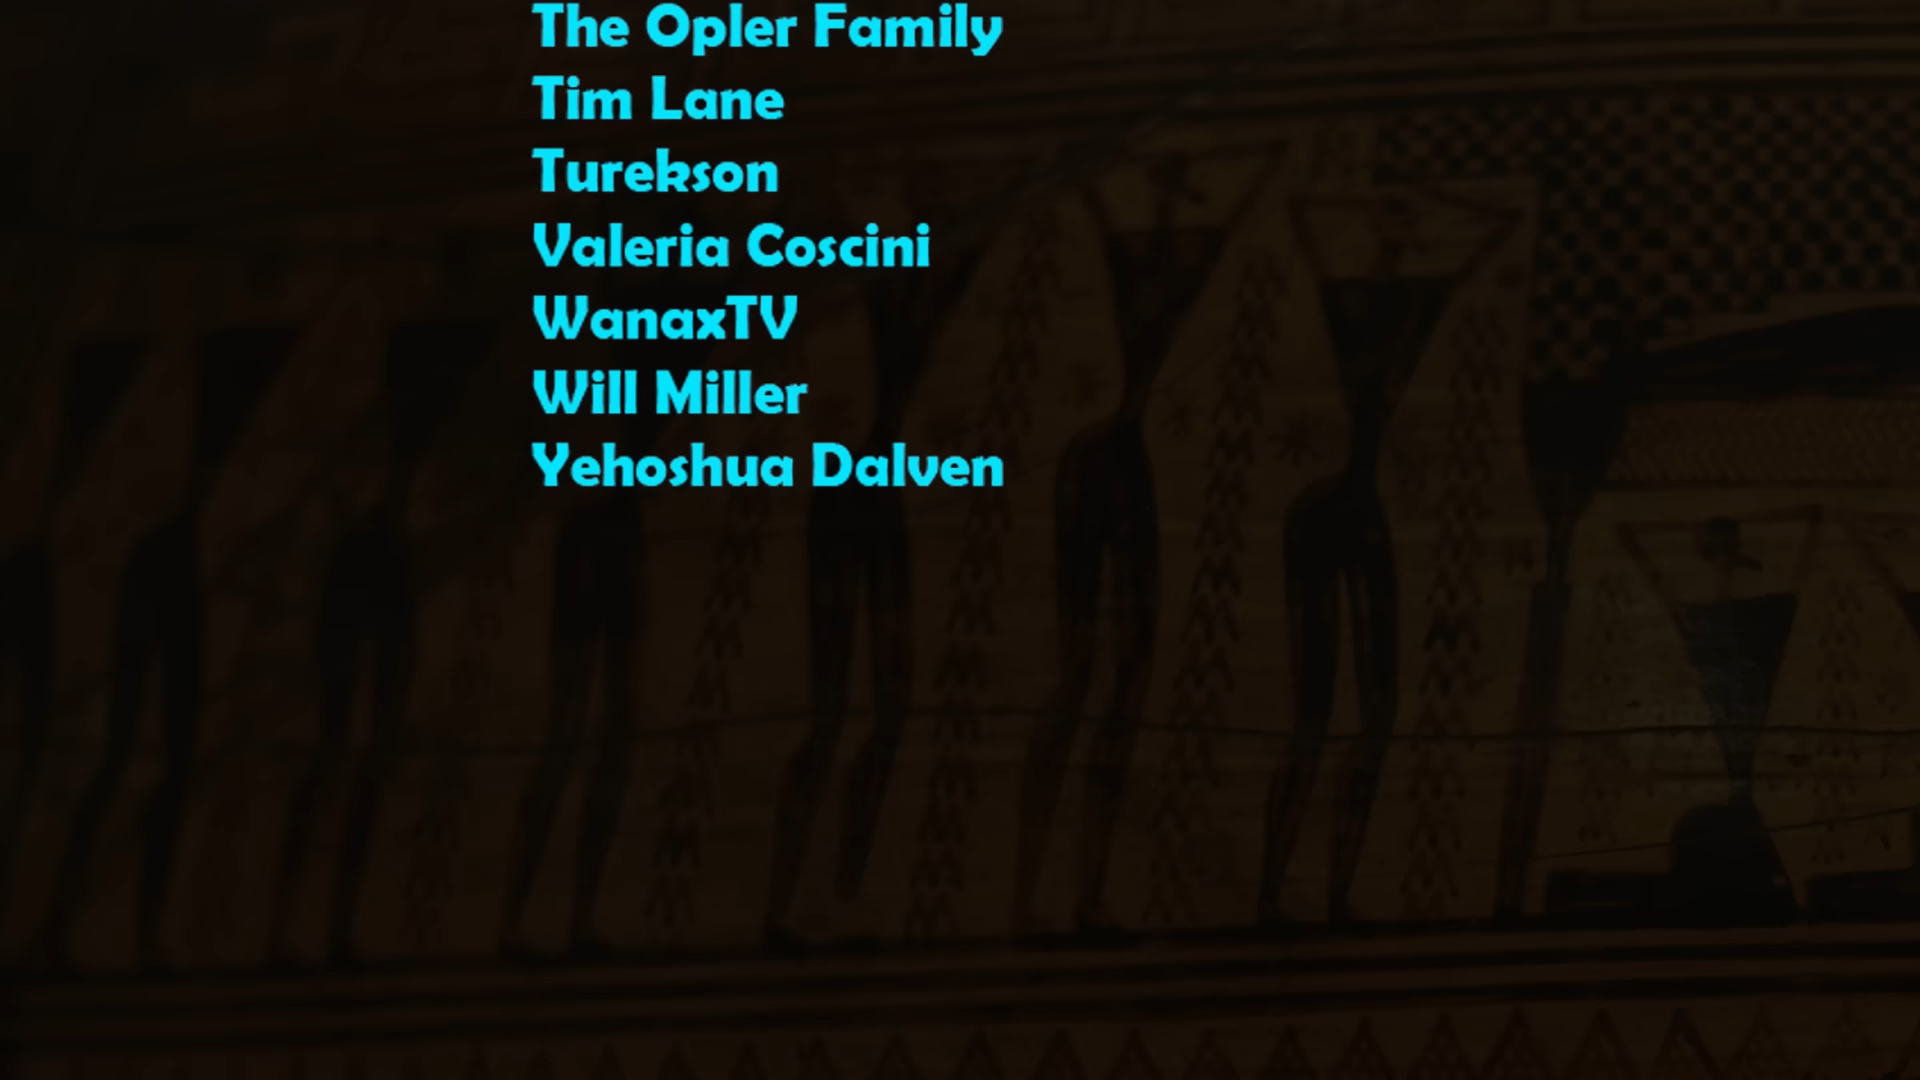 The Opler Family
Tim Lane
Turekson
Valeria Coscini
WanaxTV
Will Miller
Yehoshua Dalven